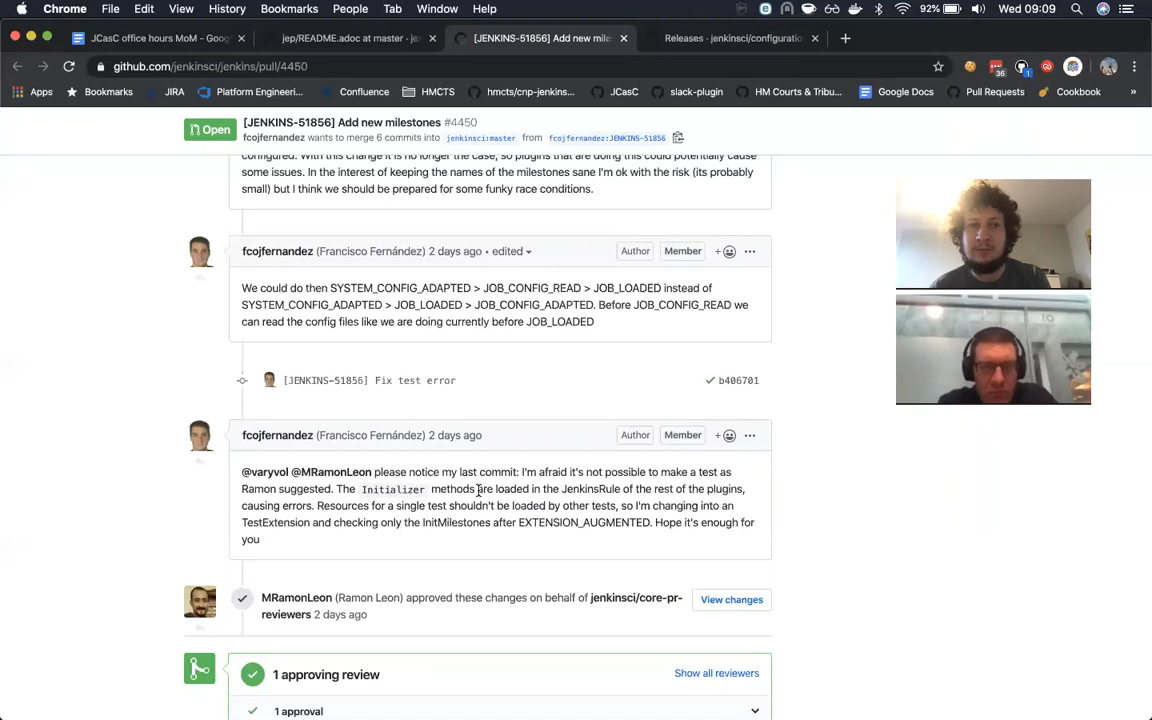 Chrome File Edit View History Bookmarks People Tab Window Help 92% Wed 09:09
JCasC office hours MoM - Goog jep/README.adoc at master · jen [JENKINS-51856] Add new mile Releases · jenkinsci/configuratio
github.com/jenkinsci/jenkins/pull/4450
Apps Bookmarks JIRA Platform Engineeri... Confluence HMCTS hmcts/cnp-jenkins... JCasC slack-plugin HM Courts & Tribu... Google Docs Pull Requests Cookbook »
36 1
Open [JENKINS-51856] Add new milestones #4450
fcojfernandez wants to merge 6 commits into jenkinsci:master from fcojfernandez:JENKINS-51856
configured. With this change it is no longer the case, so plugins that are doing this could potentially cause
some issues. In the interest of keeping the names of the milestones sane I'm ok with the risk (its probably
small) but I think we should be prepared for some funky race conditions.
fcojfernandez (Francisco Fernández) 2 days ago • edited Author Member
We could do then SYSTEM_CONFIG_ADAPTED > JOB_CONFIG_READ > JOB_LOADED instead of
SYSTEM_CONFIG_ADAPTED > JOB_LOADED > JOB_CONFIG_ADAPTED. Before JOB_CONFIG_READ we
can read the config files like we are doing currently before JOB_LOADED
[JENKINS-51856] Fix test error b406701
fcojfernandez (Francisco Fernández) 2 days ago Author Member
@varyvol @MRamonLeon please notice my last commit: I'm afraid it's not possible to make a test as
Ramon suggested. The Initializer methods are loaded in the JenkinsRule of the rest of the plugins,
causing errors. Resources for a single test shouldn't be loaded by other tests, so I'm changing into an
TestExtension and checking only the InitMilestones after EXTENSION_AUGMENTED. Hope it's enough for
you
MRamonLeon (Ramon Leon) approved these changes on behalf of jenkinsci/core-pr-
reviewers 2 days ago View changes
1 approving review Show all reviewers
1 approval